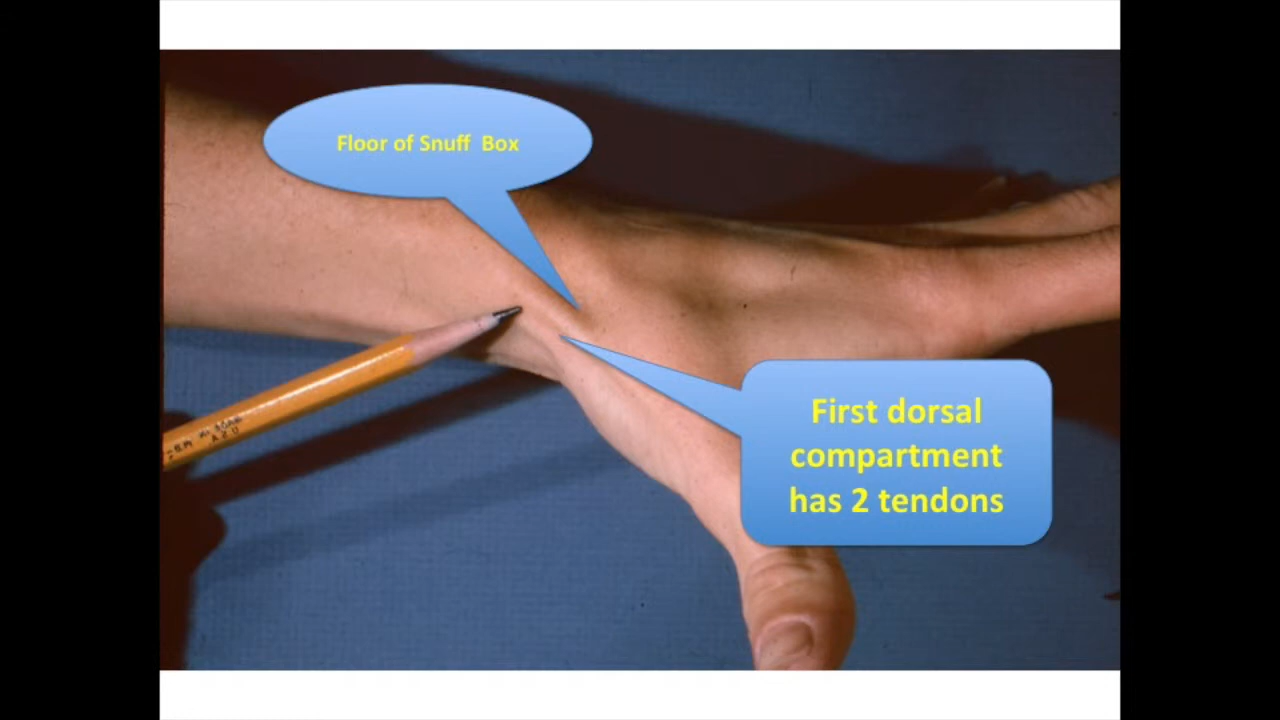 Floor of Snuff Box
First dorsal
compartment
has 2 tendons